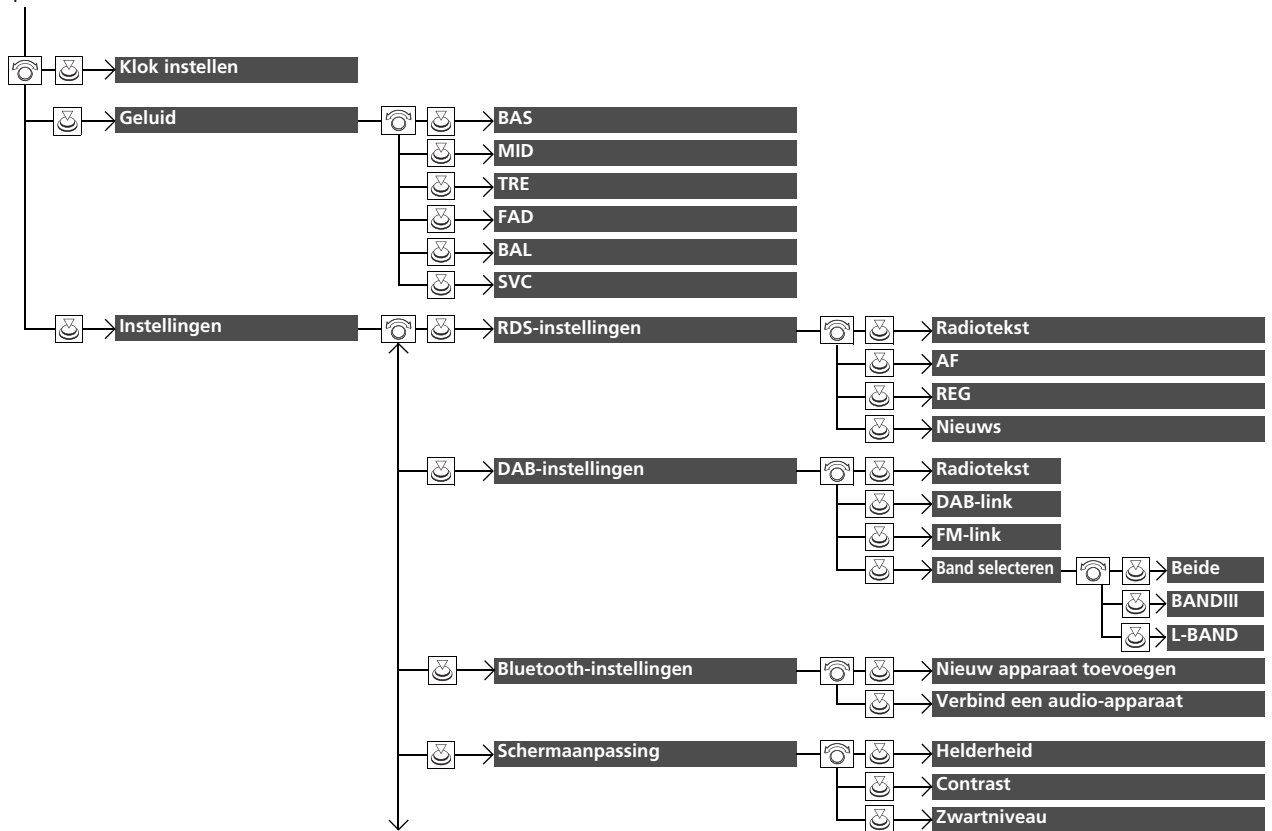 Klok instellen
Geluid
BAS
MID
TRE
FAD
BAL
SVC
Instellingen
RDS-instellingen
Radiotekst
AF
REG
Nieuws
DAB-instellingen
Radiotekst
DAB-link
FM-link
Band selecteren
Beide
BANDIII
L-BAND
Bluetooth-instellingen
Nieuw apparaat toevoegen
Verbind een audio-apparaat
Schermaanpassing
Helderheid
Contrast
Zwartniveau